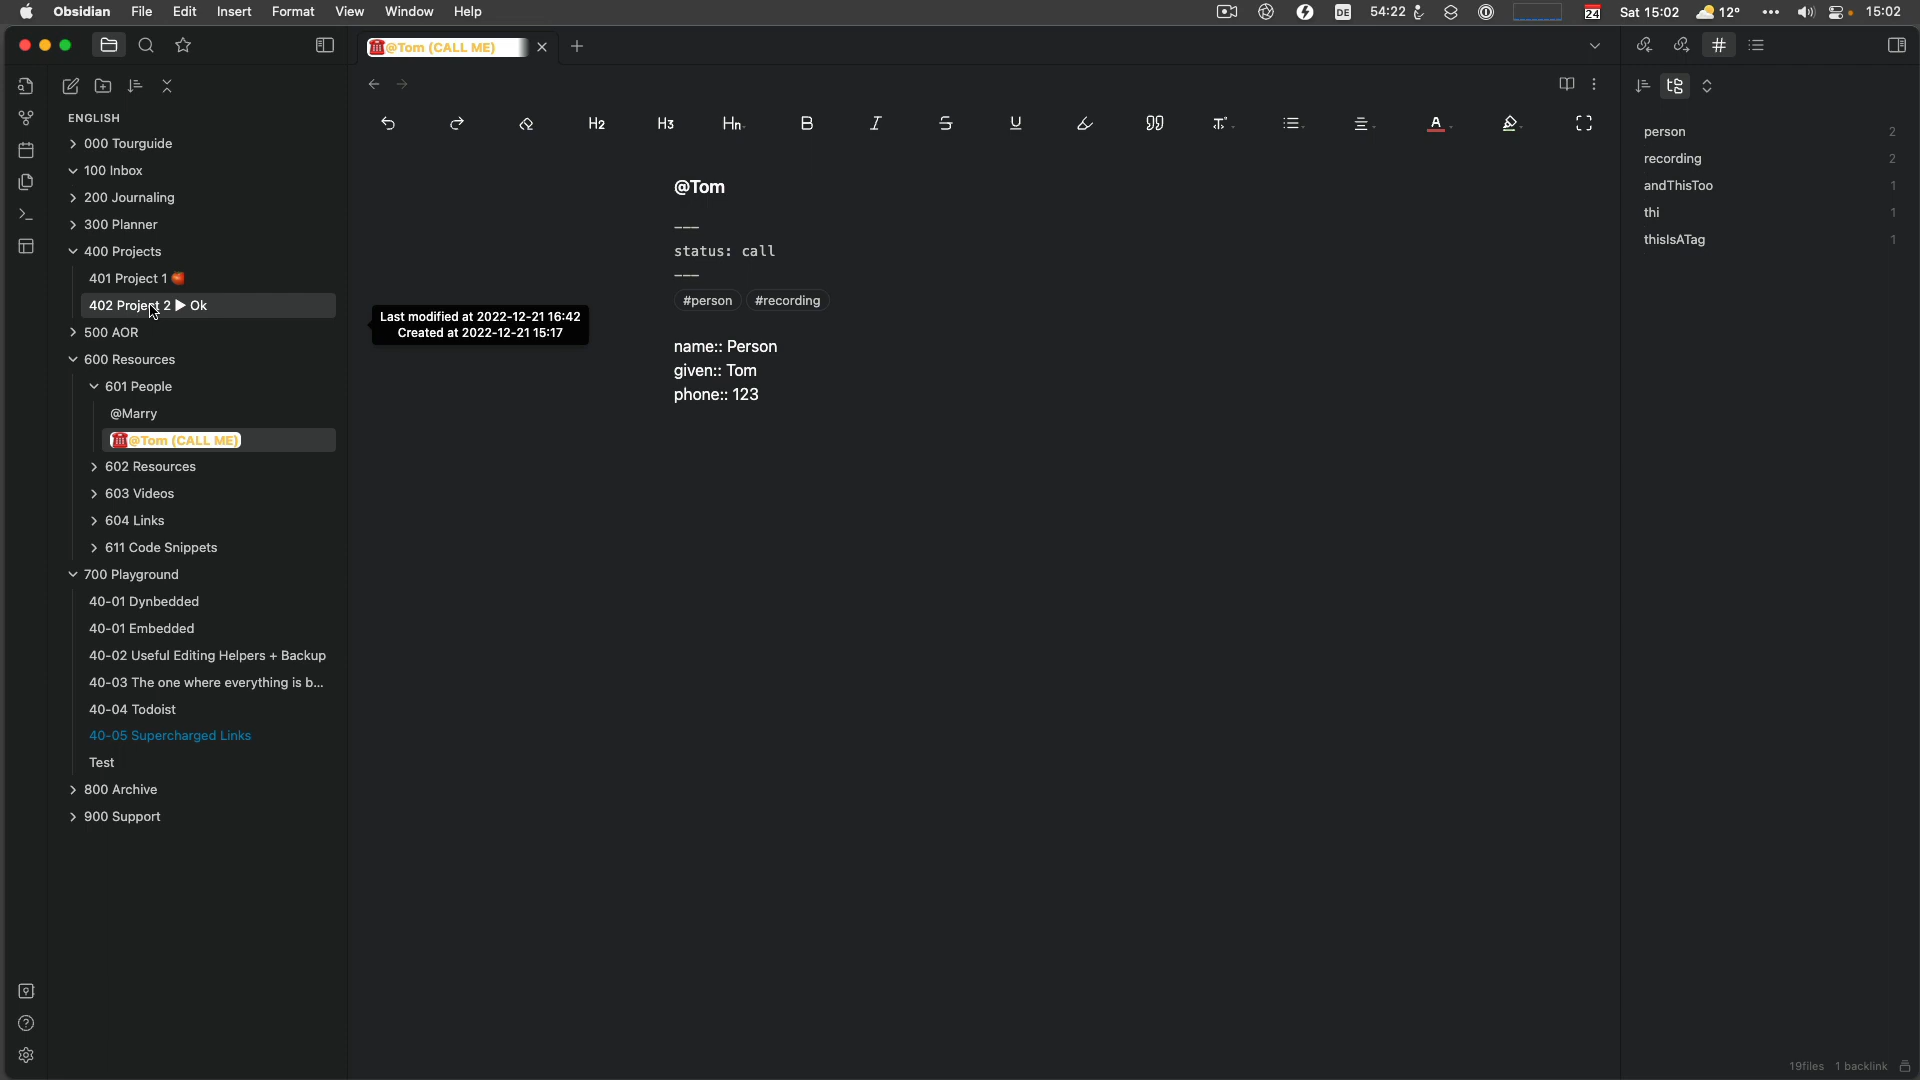 Obsidian File Edit Insert Format View Window Help
DE 54:22 24 Sat 15:02 12° 15:02
☎@Tom (CALL ME)
H2 H3 Hn B I S U A
ENGLISH
000 Tourguide
100 Inbox
200 Journaling
300 Planner
400 Projects
401 Project 1
402 Project 2 ▶ Ok
500 AOR
600 Resources
601 People
@Marry
☎@Tom (CALL ME)
602 Resources
603 Videos
604 Links
611 Code Snippets
700 Playground
40-01 Dynbedded
40-01 Embedded
40-02 Useful Editing Helpers + Backup
40-03 The one where everything is b...
40-04 Todoist
40-05 Supercharged Links
Test
800 Archive
900 Support
Last modified at 2022-12-21 16:42
Created at 2022-12-21 15:17
@Tom
---
status: call
---
#person #recording
name:: Person
given:: Tom
phone:: 123
person 2
recording 2
andThisToo 1
thi 1
thisIsATag 1
19files 1 backlink